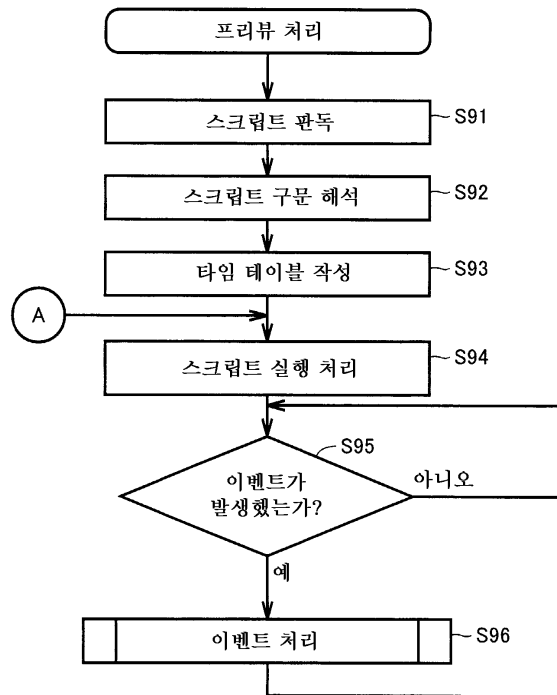 프리뷰 처리
스크립트 판독
S91
스크립트 구문 해석
S92
타임 테이블 작성
S93
A
스크립트 실행 처리
S94
S95
이벤트가
발생했는가?
아니오
예
이벤트 처리
S96